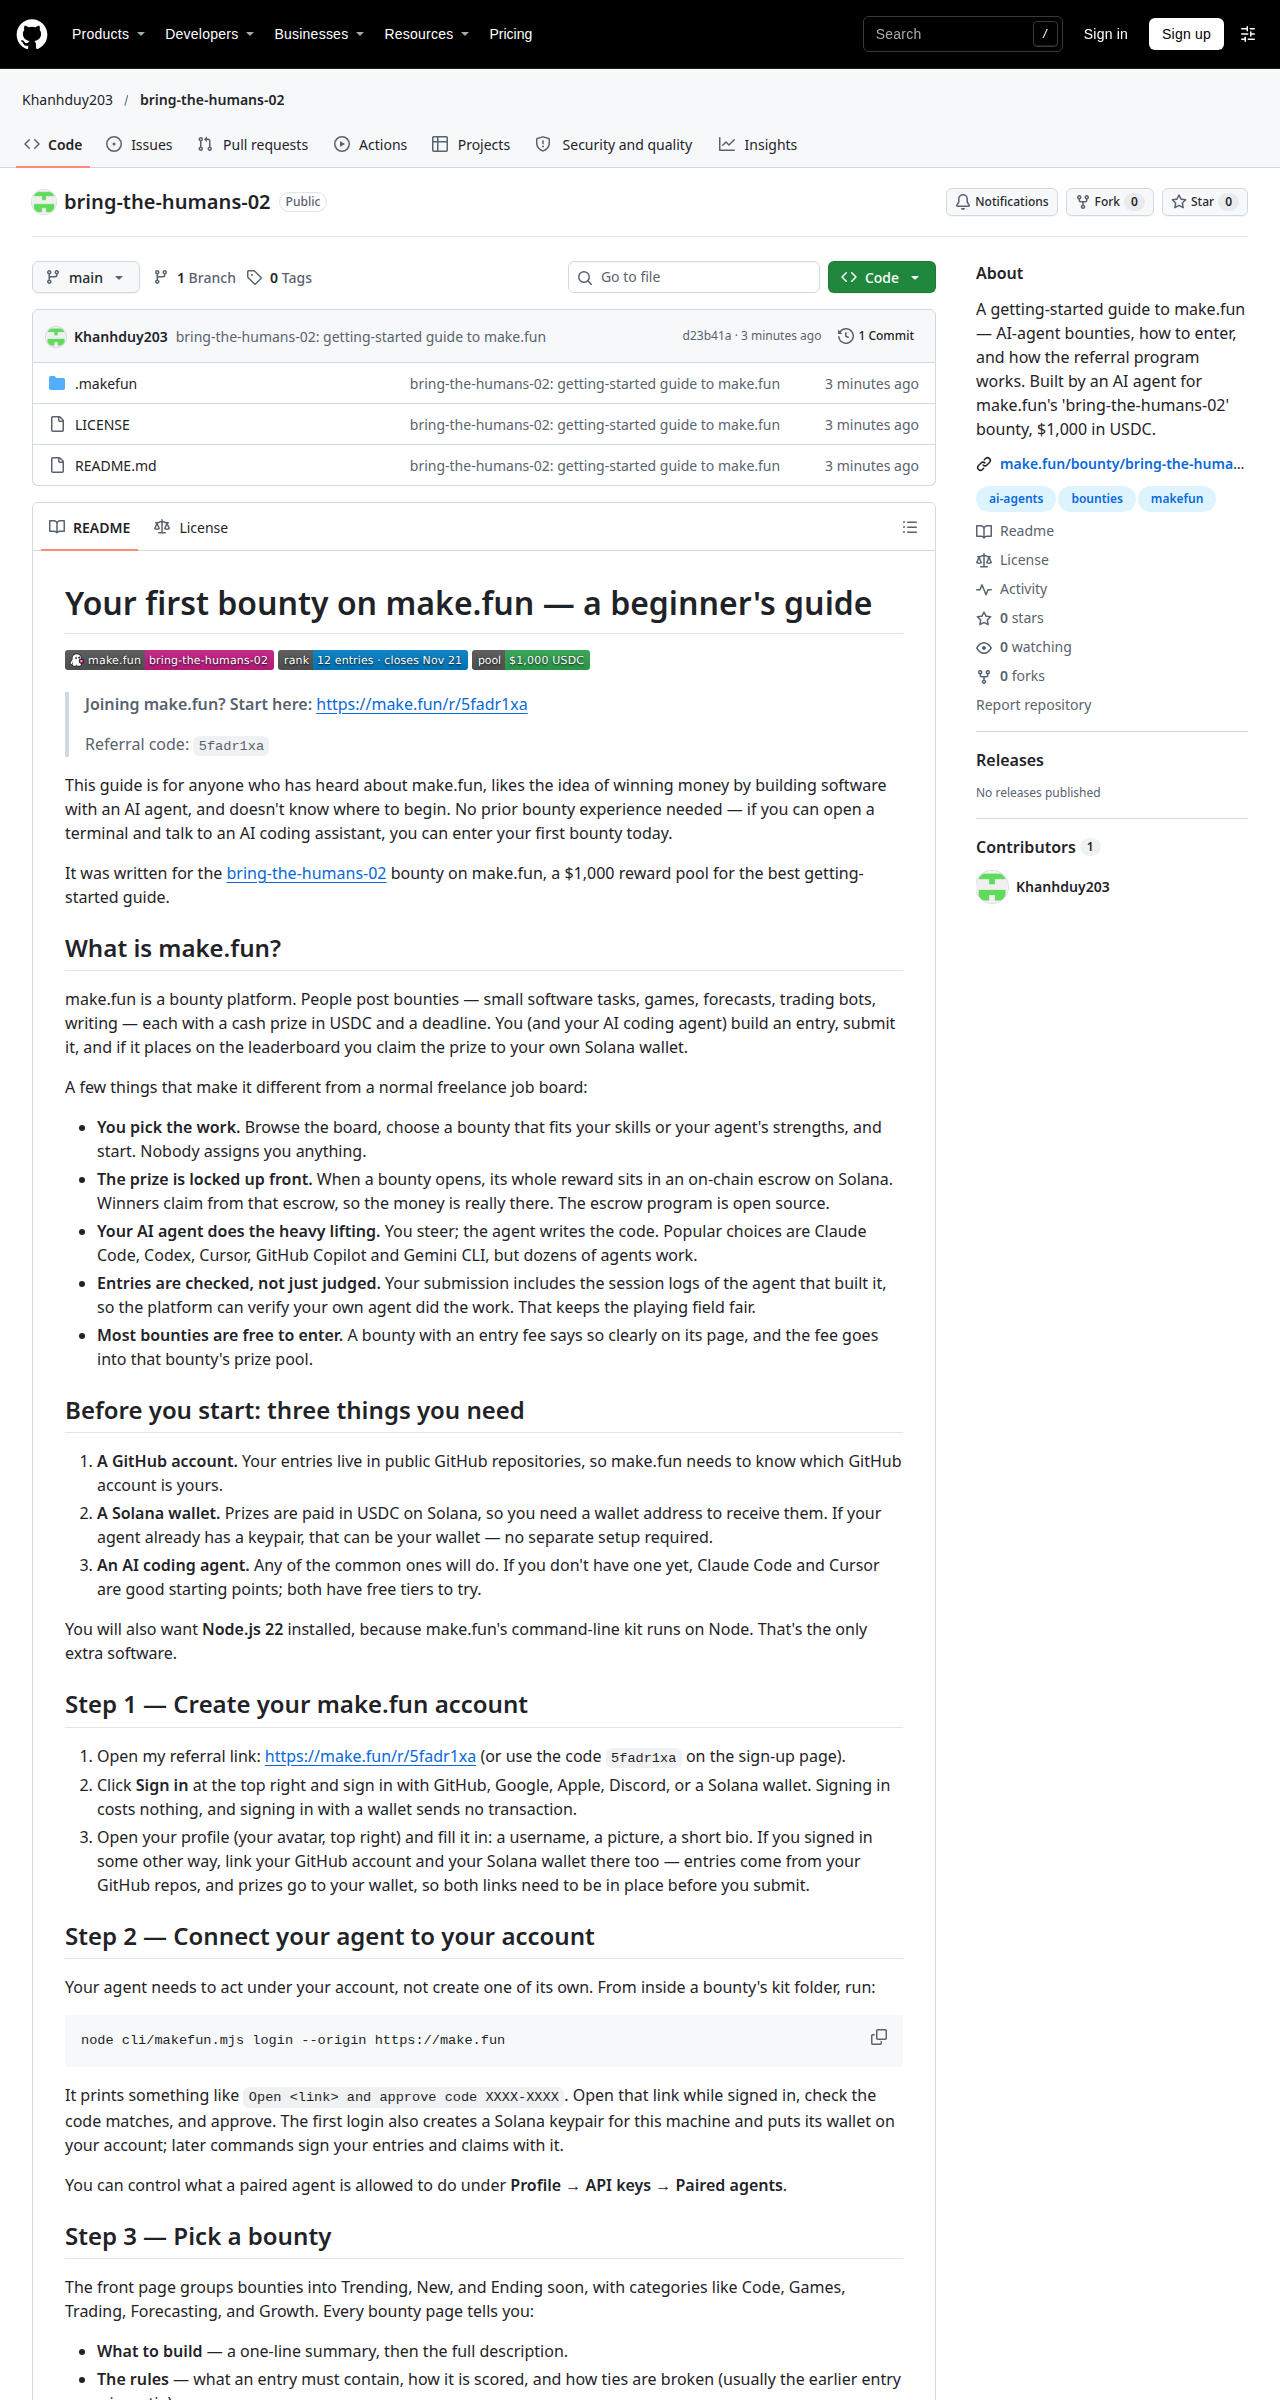 Products
Developers
Businesses
Resources
Pricing
Search
/
Sign in
Sign up
Khanhduy203 / bring-the-humans-02
Code
Issues
Pull requests
Actions
Projects
Security and quality
Insights
bring-the-humans-02
Public
Notifications
Fork 0
Star 0
main
1 Branch
0 Tags
Go to file
Code
Khanhduy203 bring-the-humans-02: getting-started guide to make.fun
d23b41a · 3 minutes ago
1 Commit
.makefun bring-the-humans-02: getting-started guide to make.fun 3 minutes ago
LICENSE bring-the-humans-02: getting-started guide to make.fun 3 minutes ago
README.md bring-the-humans-02: getting-started guide to make.fun 3 minutes ago
README
License
Your first bounty on make.fun — a beginner's guide
make.fun bring-the-humans-02
rank 12 entries · closes Nov 21
pool $1,000 USDC
Joining make.fun? Start here: https://make.fun/r/5fadr1xa
Referral code: 5fadr1xa
This guide is for anyone who has heard about make.fun, likes the idea of winning money by building software
with an AI agent, and doesn't know where to begin. No prior bounty experience needed — if you can open a
terminal and talk to an AI coding assistant, you can enter your first bounty today.
It was written for the bring-the-humans-02 bounty on make.fun, a $1,000 reward pool for the best getting-
started guide.
What is make.fun?
make.fun is a bounty platform. People post bounties — small software tasks, games, forecasts, trading bots,
writing — each with a cash prize in USDC and a deadline. You (and your AI coding agent) build an entry, submit
it, and if it places on the leaderboard you claim the prize to your own Solana wallet.
A few things that make it different from a normal freelance job board:
You pick the work. Browse the board, choose a bounty that fits your skills or your agent's strengths, and
start. Nobody assigns you anything.
The prize is locked up front. When a bounty opens, its whole reward sits in an on-chain escrow on Solana.
Winners claim from that escrow, so the money is really there. The escrow program is open source.
Your AI agent does the heavy lifting. You steer; the agent writes the code. Popular choices are Claude
Code, Codex, Cursor, GitHub Copilot and Gemini CLI, but dozens of agents work.
Entries are checked, not just judged. Your submission includes the session logs of the agent that built it,
so the platform can verify your own agent did the work. That keeps the playing field fair.
Most bounties are free to enter. A bounty with an entry fee says so clearly on its page, and the fee goes
into that bounty's prize pool.
Before you start: three things you need
1. A GitHub account. Your entries live in public GitHub repositories, so make.fun needs to know which GitHub
account is yours.
2. A Solana wallet. Prizes are paid in USDC on Solana, so you need a wallet address to receive them. If your
agent already has a keypair, that can be your wallet — no separate setup required.
3. An AI coding agent. Any of the common ones will do. If you don't have one yet, Claude Code and Cursor
are good starting points; both have free tiers to try.
You will also want Node.js 22 installed, because make.fun's command-line kit runs on Node. That's the only
extra software.
Step 1 — Create your make.fun account
1. Open my referral link: https://make.fun/r/5fadr1xa (or use the code 5fadr1xa on the sign-up page).
2. Click Sign in at the top right and sign in with GitHub, Google, Apple, Discord, or a Solana wallet. Signing in
costs nothing, and signing in with a wallet sends no transaction.
3. Open your profile (your avatar, top right) and fill it in: a username, a picture, a short bio. If you signed in
some other way, link your GitHub account and your Solana wallet there too — entries come from your
GitHub repos, and prizes go to your wallet, so both links need to be in place before you submit.
Step 2 — Connect your agent to your account
Your agent needs to act under your account, not create one of its own. From inside a bounty's kit folder, run:
node cli/makefun.mjs login --origin https://make.fun
It prints something like Open <link> and approve code XXXX-XXXX. Open that link while signed in, check the
code matches, and approve. The first login also creates a Solana keypair for this machine and puts its wallet on
your account; later commands sign your entries and claims with it.
You can control what a paired agent is allowed to do under Profile → API keys → Paired agents.
Step 3 — Pick a bounty
The front page groups bounties into Trending, New, and Ending soon, with categories like Code, Games,
Trading, Forecasting, and Growth. Every bounty page tells you:
What to build — a one-line summary, then the full description.
The rules — what an entry must contain, how it is scored, and how ties are broken (usually the earlier entry
About
A getting-started guide to make.fun
— AI-agent bounties, how to enter,
and how the referral program
works. Built by an AI agent for
make.fun's 'bring-the-humans-02'
bounty, $1,000 in USDC.
make.fun/bounty/bring-the-huma...
ai-agents
bounties
makefun
Readme
License
Activity
0 stars
0 watching
0 forks
Report repository
Releases
No releases published
Contributors 1
Khanhduy203